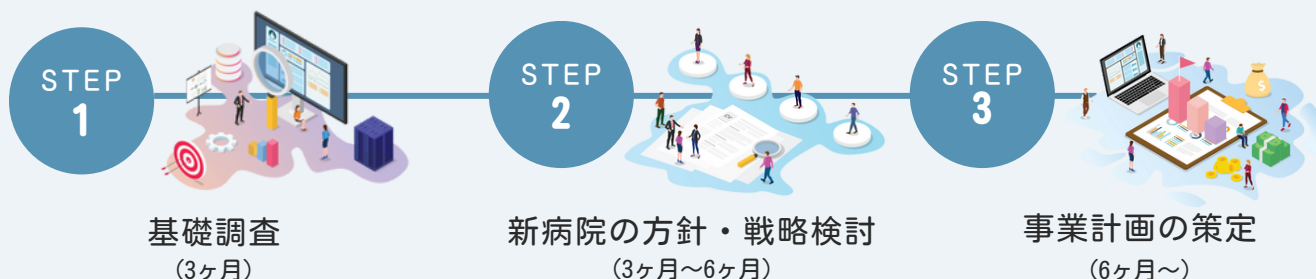 STEP
1
STEP
2
STEP
3
基礎調査
(3ヶ月)
新病院の方針・戦略検討
(3ヶ月〜6ヶ月)
事業計画の策定
(6ヶ月〜)